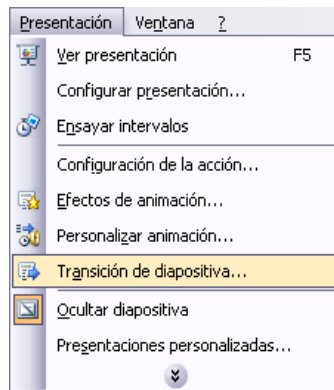 Presentación Ventana ?
Ver presentación F5
Configurar presentación...
Ensayar intervalos
Configuración de la acción...
Efectos de animación...
Personalizar animación...
Transición de diapositiva...
Ocultar diapositiva
Presentaciones personalizadas...